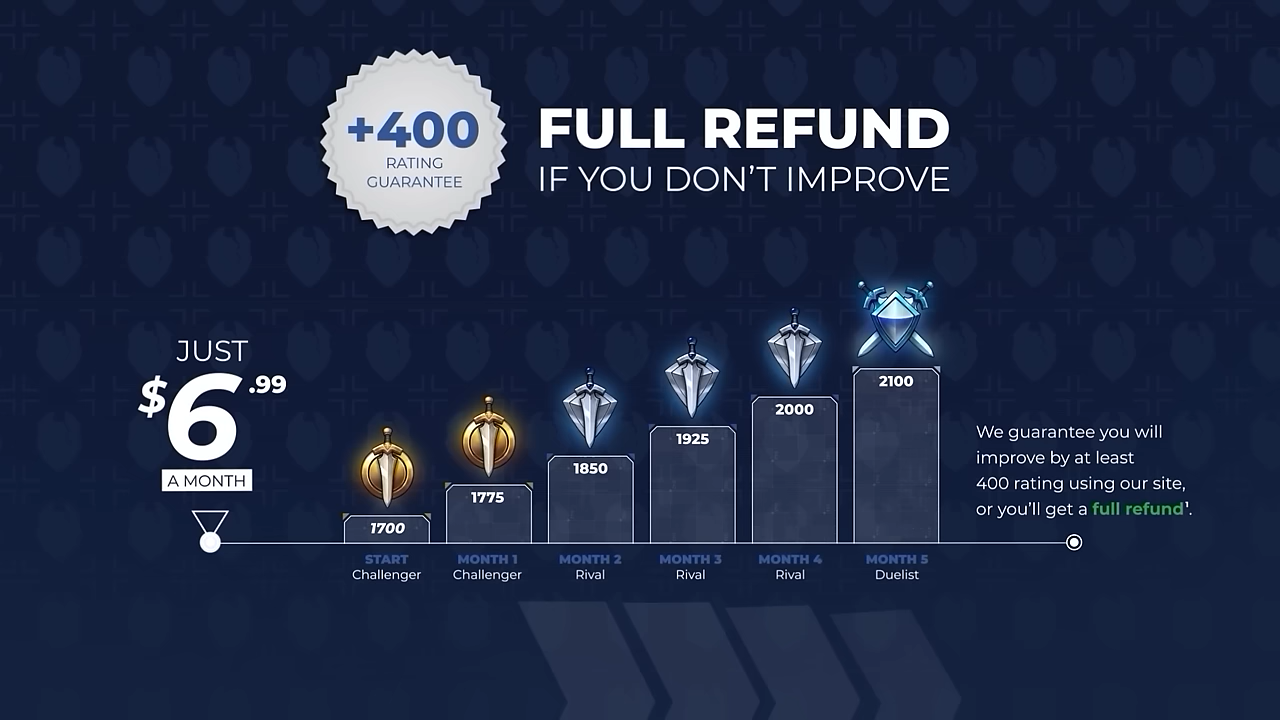 +400
RATING
GUARANTEE
FULL REFUND
IF YOU DON'T IMPROVE
JUST
$6.99
A MONTH
1700
1775
1850
1925
2000
2100
START
Challenger
MONTH 1
Challenger
MONTH 2
Rival
MONTH 3
Rival
MONTH 4
Rival
MONTH 5
Duelist
We guarantee you will
improve by at least
400 rating using our site,
or you'll get a full refund¹.